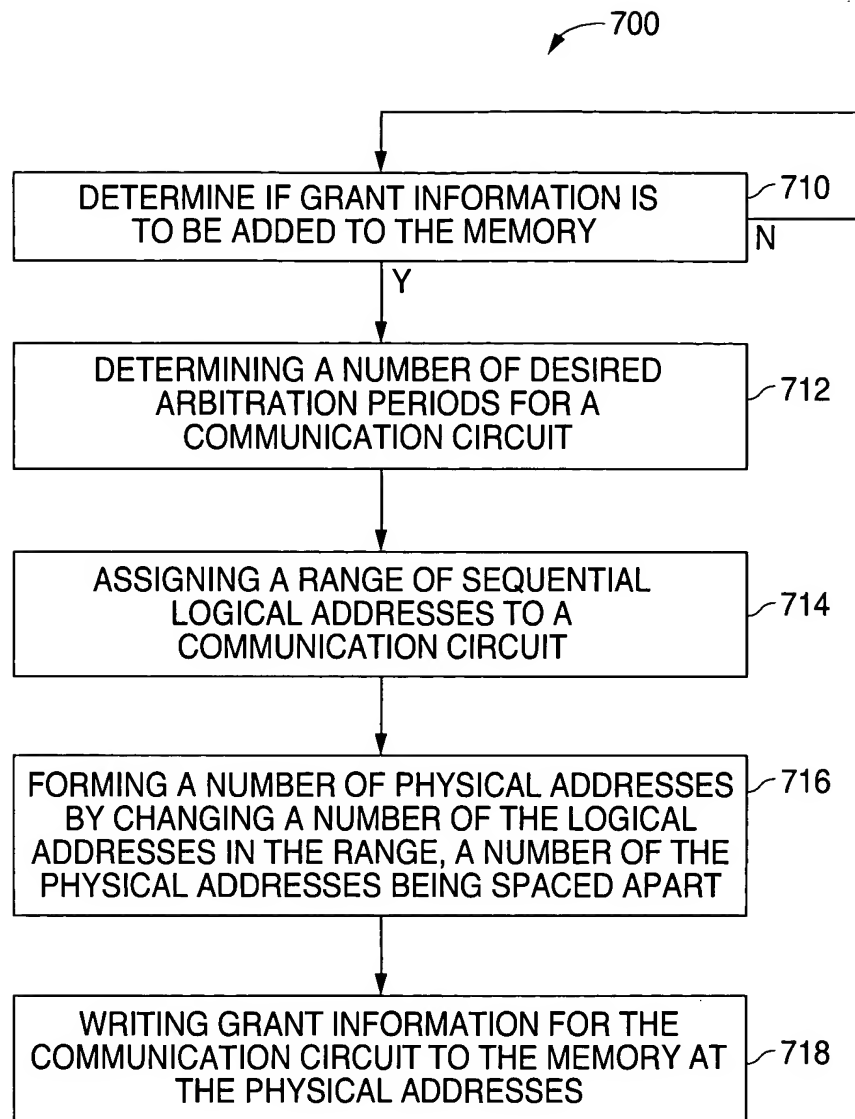 700
DETERMINE IF GRANT INFORMATION IS
TO BE ADDED TO THE MEMORY
710
N
Y
DETERMINING A NUMBER OF DESIRED
ARBITRATION PERIODS FOR A
COMMUNICATION CIRCUIT
712
ASSIGNING A RANGE OF SEQUENTIAL
LOGICAL ADDRESSES TO A
COMMUNICATION CIRCUIT
714
FORMING A NUMBER OF PHYSICAL ADDRESSES
BY CHANGING A NUMBER OF THE LOGICAL
ADDRESSES IN THE RANGE, A NUMBER OF THE
PHYSICAL ADDRESSES BEING SPACED APART
716
WRITING GRANT INFORMATION FOR THE
COMMUNICATION CIRCUIT TO THE MEMORY AT
THE PHYSICAL ADDRESSES
718